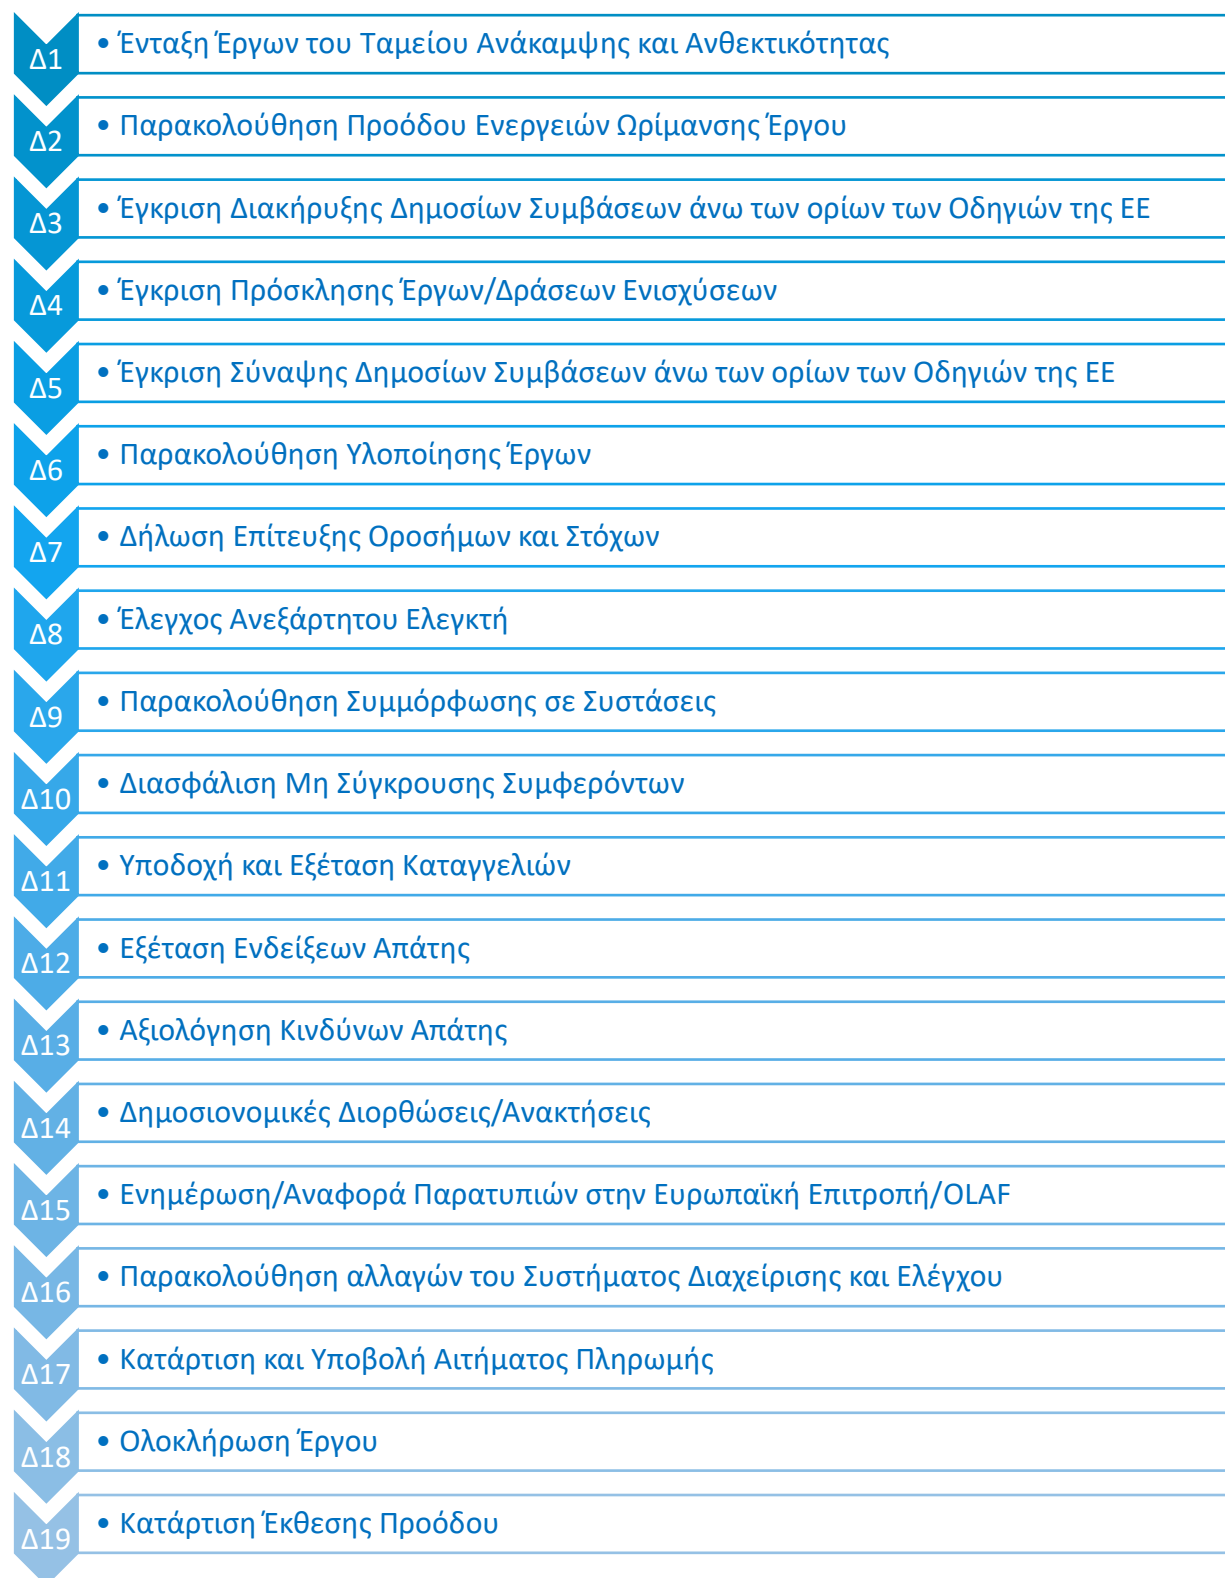 Δ1
• Ένταξη Έργων του Ταμείου Ανάκαμψης και Ανθεκτικότητας
Δ2
• Παρακολούθηση Προόδου Ενεργειών Ωρίμανσης Έργου
Δ3
• Έγκριση Διακήρυξης Δημοσίων Συμβάσεων άνω των ορίων των Οδηγιών της ΕΕ
Δ4
• Έγκριση Πρόσκλησης Έργων/Δράσεων Ενισχύσεων
Δ5
• Έγκριση Σύναψης Δημοσίων Συμβάσεων άνω των ορίων των Οδηγιών της ΕΕ
Δ6
• Παρακολούθηση Υλοποίησης Έργων
Δ7
• Δήλωση Επίτευξης Οροσήμων και Στόχων
Δ8
• Έλεγχος Ανεξάρτητου Ελεγκτή
Δ9
• Παρακολούθηση Συμμόρφωσης σε Συστάσεις
Δ10
• Διασφάλιση Μη Σύγκρουσης Συμφερόντων
Δ11
• Υποδοχή και Εξέταση Καταγγελιών
Δ12
• Εξέταση Ενδείξεων Απάτης
Δ13
• Αξιολόγηση Κινδύνων Απάτης
Δ14
• Δημοσιονομικές Διορθώσεις/Ανακτήσεις
Δ15
• Ενημέρωση/Αναφορά Παρατυπιών στην Ευρωπαϊκή Επιτροπή/OLAF
Δ16
• Παρακολούθηση αλλαγών του Συστήματος Διαχείρισης και Ελέγχου
Δ17
• Κατάρτιση και Υποβολή Αιτήματος Πληρωμής
Δ18
• Ολοκλήρωση Έργου
Δ19
• Κατάρτιση Έκθεσης Προόδου